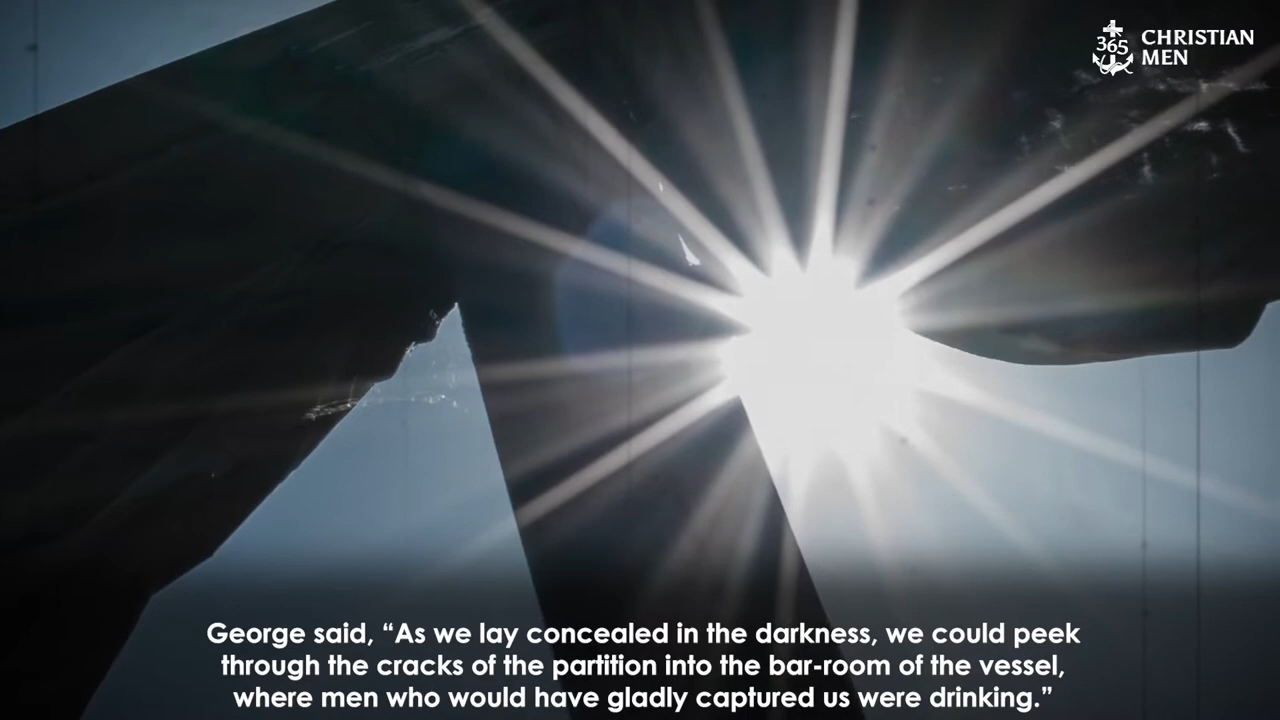 365
CHRISTIAN
MEN
George said, “As we lay concealed in the darkness, we could peek
through the cracks of the partition into the bar-room of the vessel,
where men who would have gladly captured us were drinking.”